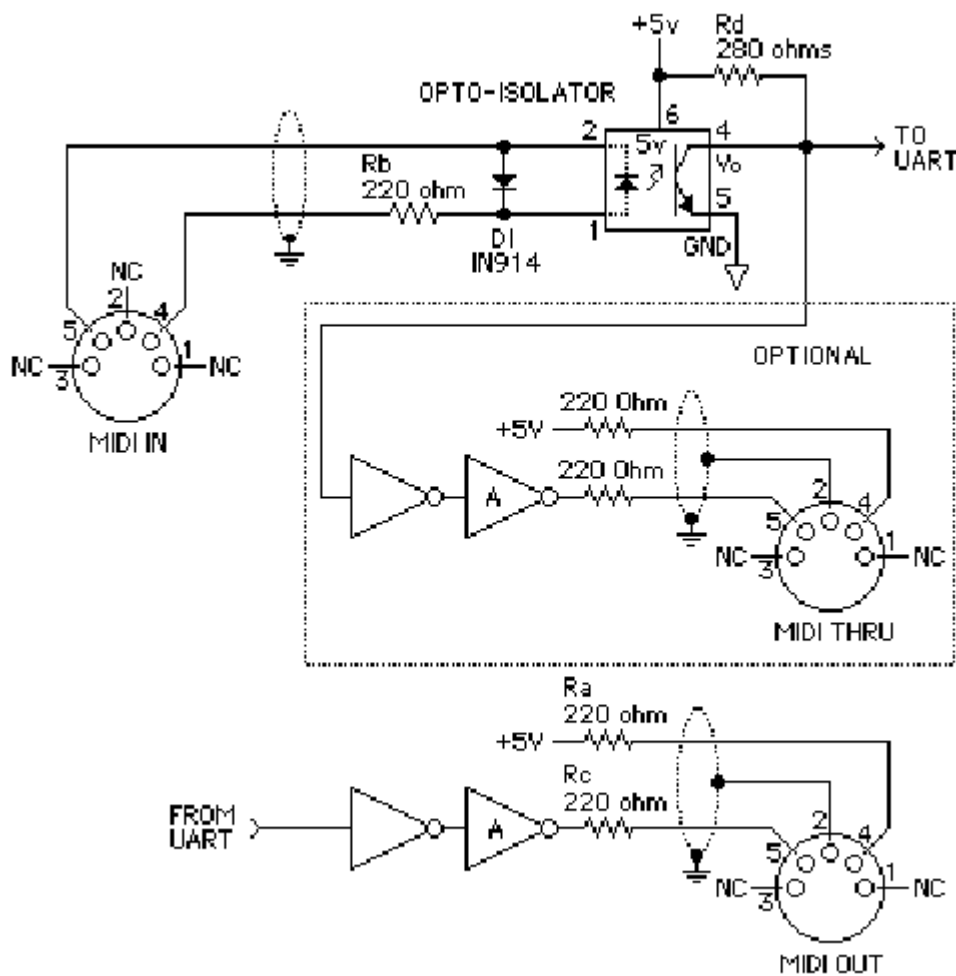 +5v
Rd
280 ohms
OPTO-ISOLATOR
6
2
5v
4
TO
UART
Vo
Rb
220 ohm
5
1
D1
IN914
GND
NC
2
5
4
NC
3
1
NC
MIDI IN
OPTIONAL
220 Ohm
+5V
220 Ohm
A
2
5
4
NC
3
1
NC
MIDI THRU
Ra
220 ohm
+5V
Rc
220 ohm
FROM
UART
A
2
5
4
NC
3
1
NC
MIDI OUT